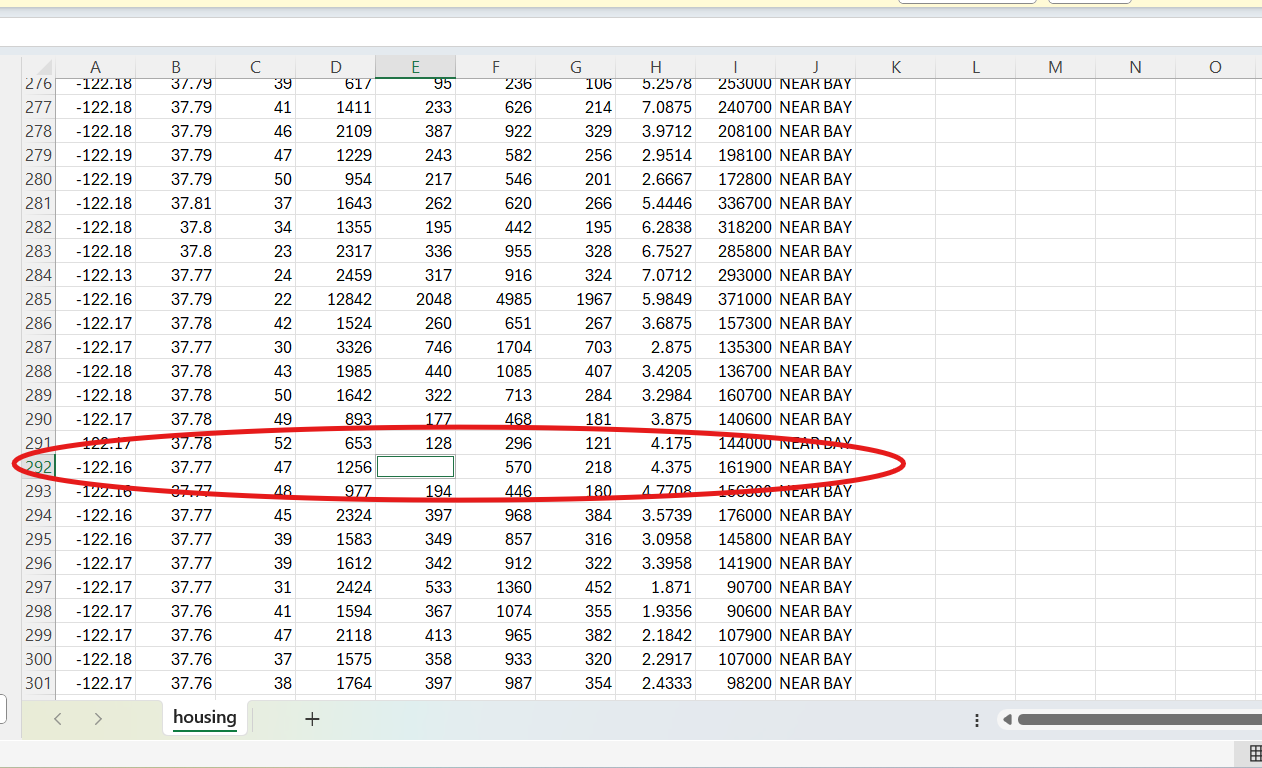 A B C D E F G H I J K L M N O
276 -122.18 37.79 39 617 95 236 106 5.2578 253000 NEAR BAY
277 -122.18 37.79 41 1411 233 626 214 7.0875 240700 NEAR BAY
278 -122.18 37.79 46 2109 387 922 329 3.9712 208100 NEAR BAY
279 -122.19 37.79 47 1229 243 582 256 2.9514 198100 NEAR BAY
280 -122.19 37.79 50 954 217 546 201 2.6667 172800 NEAR BAY
281 -122.18 37.81 37 1643 262 620 266 5.4446 336700 NEAR BAY
282 -122.18 37.8 34 1355 195 442 195 6.2838 318200 NEAR BAY
283 -122.18 37.8 23 2317 336 955 328 6.7527 285800 NEAR BAY
284 -122.13 37.77 24 2459 317 916 324 7.0712 293000 NEAR BAY
285 -122.16 37.79 22 12842 2048 4985 1967 5.9849 371000 NEAR BAY
286 -122.17 37.78 42 1524 260 651 267 3.6875 157300 NEAR BAY
287 -122.17 37.77 30 3326 746 1704 703 2.875 135300 NEAR BAY
288 -122.18 37.78 43 1985 440 1085 407 3.4205 136700 NEAR BAY
289 -122.18 37.78 50 1642 322 713 284 3.2984 160700 NEAR BAY
290 -122.17 37.78 49 893 177 468 181 3.875 140600 NEAR BAY
291 -122.17 37.78 52 653 128 296 121 4.175 144000 NEAR BAY
292 -122.16 37.77 47 1256 570 218 4.375 161900 NEAR BAY
293 -122.16 37.77 48 977 194 446 180 4.7708 156300 NEAR BAY
294 -122.16 37.77 45 2324 397 968 384 3.5739 176000 NEAR BAY
295 -122.16 37.77 39 1583 349 857 316 3.0958 145800 NEAR BAY
296 -122.17 37.77 39 1612 342 912 322 3.3958 141900 NEAR BAY
297 -122.17 37.77 31 2424 533 1360 452 1.871 90700 NEAR BAY
298 -122.17 37.76 41 1594 367 1074 355 1.9356 90600 NEAR BAY
299 -122.17 37.76 47 2118 413 965 382 2.1842 107900 NEAR BAY
300 -122.18 37.76 37 1575 358 933 320 2.2917 107000 NEAR BAY
301 -122.17 37.76 38 1764 397 987 354 2.4333 98200 NEAR BAY
housing